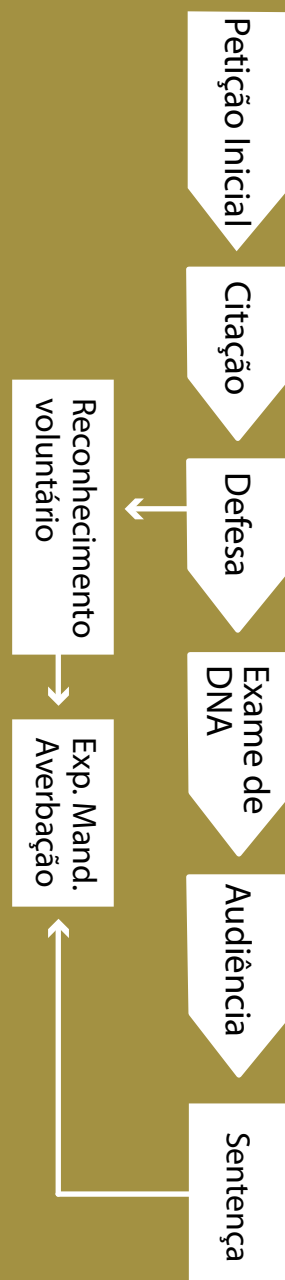 Petição Inicial
Citação
Defesa
Exame de
DNA
Audiência
Sentença
Reconhecimento
voluntário
Exp. Mand.
Averbação